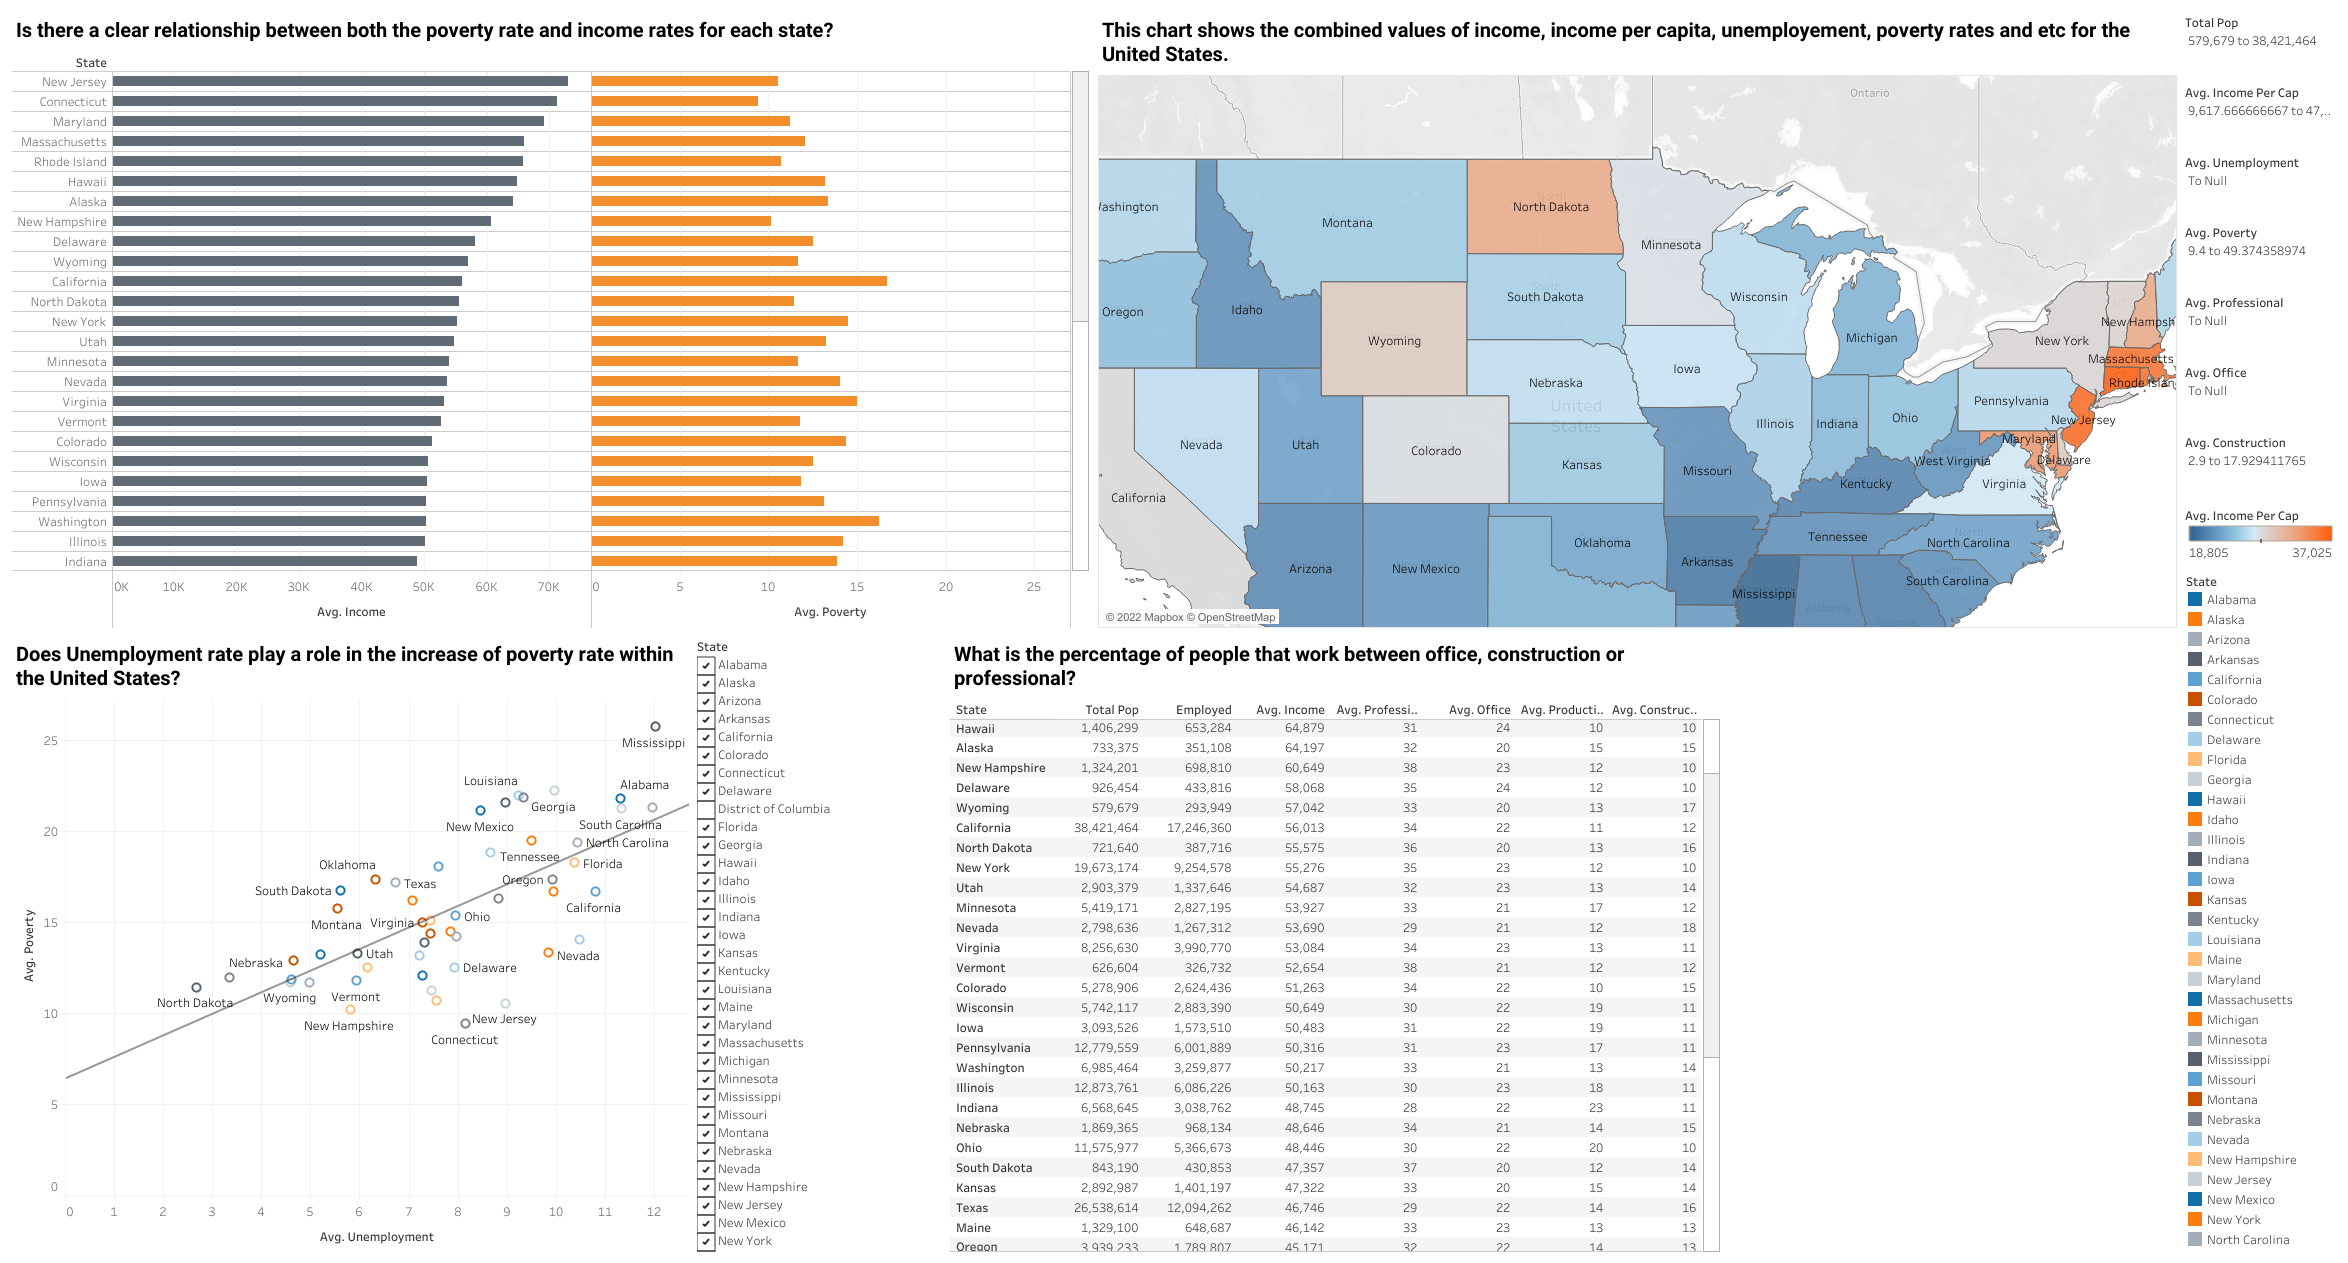 Is there a clear relationship between both the poverty rate and income rates for each state?
State
New Jersey
Connecticut
Maryland
Massachusetts
Rhode Island
Hawaii
Alaska
New Hampshire
Delaware
Wyoming
California
North Dakota
New York
Utah
Minnesota
Nevada
Virginia
Vermont
Colorado
Wisconsin
Iowa
Pennsylvania
Washington
Illinois
Indiana
0K 10K 20K 30K 40K 50K 60K 70K 0 5 10 15 20 25
Avg. Income Avg. Poverty
This chart shows the combined values of income, income per capita, unemployement, poverty rates and etc for the
United States.
Ontario
Washington
Montana
North Dakota
Minnesota
Oregon
Idaho
South Dakota
Wisconsin
Wyoming
Michigan
New York
New Hampsh
Massachusetts
Rhode Islan
Iowa
Nebraska
United
States
Pennsylvania
New Jersey
Nevada
Utah
Colorado
Kansas
Illinois
Indiana
Ohio
Maryland
Delaware
West Virginia
California
Missouri
Kentucky
Virginia
Tennessee
North Carolina
Oklahoma
Arizona
New Mexico
Arkansas
South Carolina
Mississippi
Alabama
Georgia
© 2022 Mapbox © OpenStreetMap
Total Pop
579,679 to 38,421,464
Avg. Income Per Cap
9,617.666666667 to 47,..
Avg. Unemployment
To Null
Avg. Poverty
9.4 to 49.374358974
Avg. Professional
To Null
Avg. Office
To Null
Avg. Construction
2.9 to 17.929411765
Avg. Income Per Cap
18,805 37,025
State
Alabama
Alaska
Arizona
Arkansas
California
Colorado
Connecticut
Delaware
Florida
Georgia
Hawaii
Idaho
Illinois
Indiana
Iowa
Kansas
Kentucky
Louisiana
Maine
Maryland
Massachusetts
Michigan
Minnesota
Mississippi
Missouri
Montana
Nebraska
Nevada
New Hampshire
New Jersey
New Mexico
New York
North Carolina
Does Unemployment rate play a role in the increase of poverty rate within
the United States?
Avg. Poverty
25
20
15
10
5
0
Mississippi
Louisiana
Alabama
Georgia
New Mexico
South Carolina
North Carolina
Tennessee
Florida
Oklahoma
Texas
Oregon
South Dakota
California
Montana
Virginia
Ohio
Utah
Nevada
Nebraska
Delaware
North Dakota
Wyoming
Vermont
New Hampshire
New Jersey
Connecticut
0 1 2 3 4 5 6 7 8 9 10 11 12
Avg. Unemployment
State
Alabama
Alaska
Arizona
Arkansas
California
Colorado
Connecticut
Delaware
District of Columbia
Florida
Georgia
Hawaii
Idaho
Illinois
Indiana
Iowa
Kansas
Kentucky
Louisiana
Maine
Maryland
Massachusetts
Michigan
Minnesota
Mississippi
Missouri
Montana
Nebraska
Nevada
New Hampshire
New Jersey
New Mexico
New York
What is the percentage of people that work between office, construction or
professional?
State Total Pop Employed Avg. Income Avg. Professi.. Avg. Office Avg. Producti.. Avg. Construc..
Hawaii 1,406,299 653,284 64,879 31 24 10 10
Alaska 733,375 351,108 64,197 32 20 15 15
New Hampshire 1,324,201 698,810 60,649 38 23 12 10
Delaware 926,454 433,816 58,068 35 24 12 10
Wyoming 579,679 293,949 57,042 33 20 13 17
California 38,421,464 17,246,360 56,013 34 22 11 12
North Dakota 721,640 387,716 55,575 36 20 13 16
New York 19,673,174 9,254,578 55,276 35 23 12 10
Utah 2,903,379 1,337,646 54,687 32 23 13 14
Minnesota 5,419,171 2,827,195 53,927 33 21 17 12
Nevada 2,798,636 1,267,312 53,690 29 21 12 18
Virginia 8,256,630 3,990,770 53,084 34 23 13 11
Vermont 626,604 326,732 52,654 38 21 12 12
Colorado 5,278,906 2,624,436 51,263 34 22 10 15
Wisconsin 5,742,117 2,883,390 50,649 30 22 19 11
Iowa 3,093,526 1,573,510 50,483 31 22 19 11
Pennsylvania 12,779,559 6,001,889 50,316 31 23 17 11
Washington 6,985,464 3,259,877 50,217 33 21 13 14
Illinois 12,873,761 6,086,226 50,163 30 23 18 11
Indiana 6,568,645 3,038,762 48,745 28 22 23 11
Nebraska 1,869,365 968,134 48,646 34 21 14 15
Ohio 11,575,977 5,366,673 48,446 30 22 20 10
South Dakota 843,190 430,853 47,357 37 20 12 14
Kansas 2,892,987 1,401,197 47,322 33 20 15 14
Texas 26,538,614 12,094,262 46,746 29 22 14 16
Maine 1,329,100 648,687 46,142 33 23 13 13
Oregon 3,939,233 1,789,807 45,171 32 22 14 13